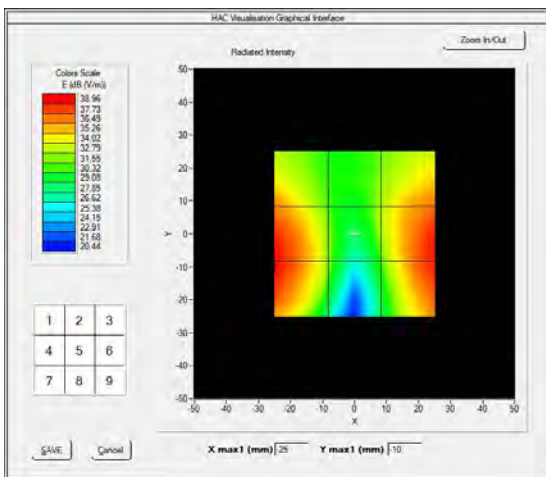 HAC Visualisation Graphical Interface
Zoom In/Out
Radiated Intensity
Colors Scale
E (dB (V/m))
38.96
37.73
36.49
35.26
34.02
32.79
31.55
30.32
29.08
27.85
26.62
25.38
24.15
22.91
21.68
20.44
50
40
30
20
10
0
-10
-20
-30
-40
-50
Y
-50 -40 -30 -20 -10 0 10 20 30 40 50
X
1 2 3
4 5 6
7 8 9
SAVE Cancel
X max1 (mm) 25 Y max1 (mm) -10